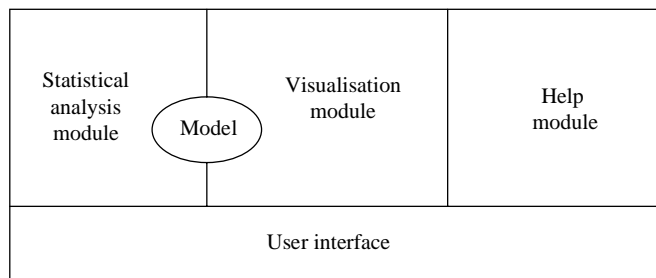 Statistical
analysis
module
Model
Visualisation
module
Help
module
User interface